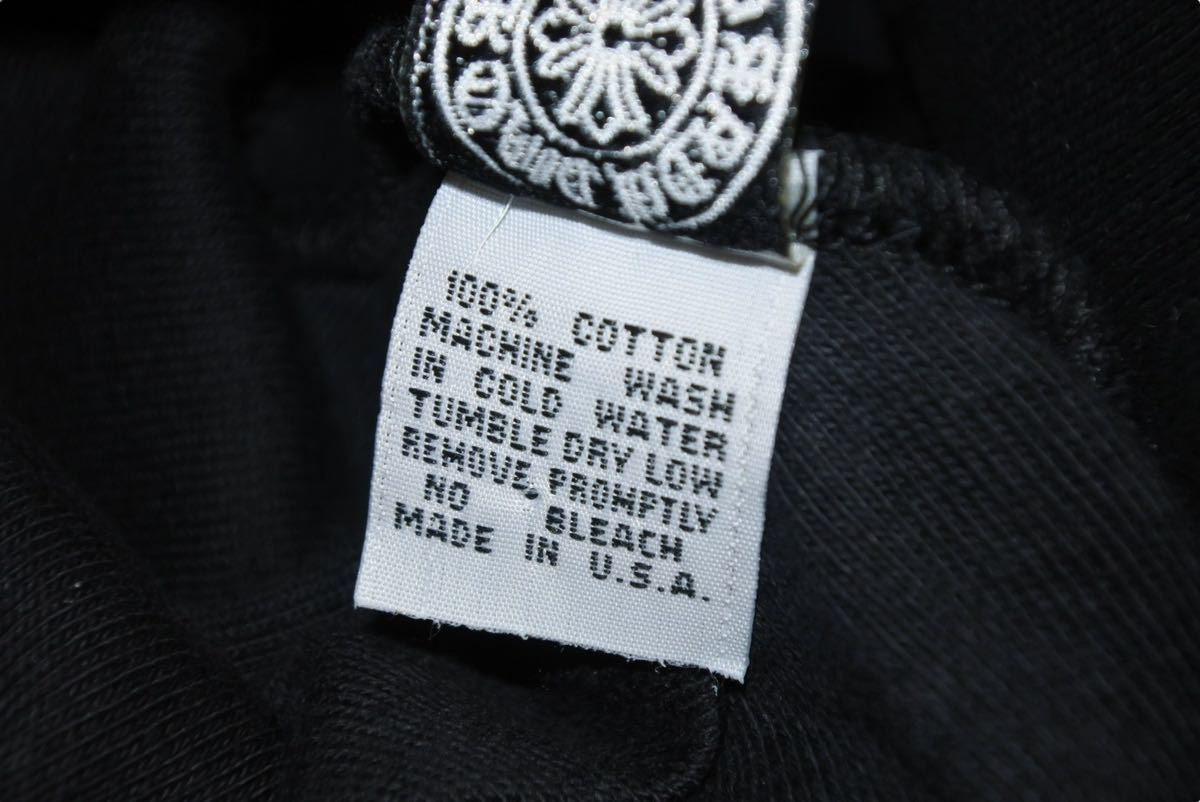 100% COTTON
MACHINE WASH
IN COLD WATER
TUMBLE DRY LOW
REMOVE PROMPTLY
NO BLEACH
MADE IN U.S.A.